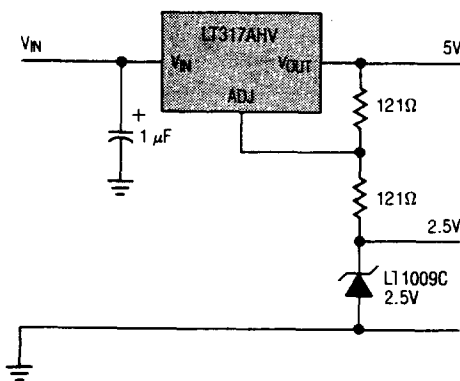 LT317AHV
VIN
VIN
VOUT
5V
ADJ
121Ω
+
1 µF
121Ω
2.5V
LT1009C
2.5V